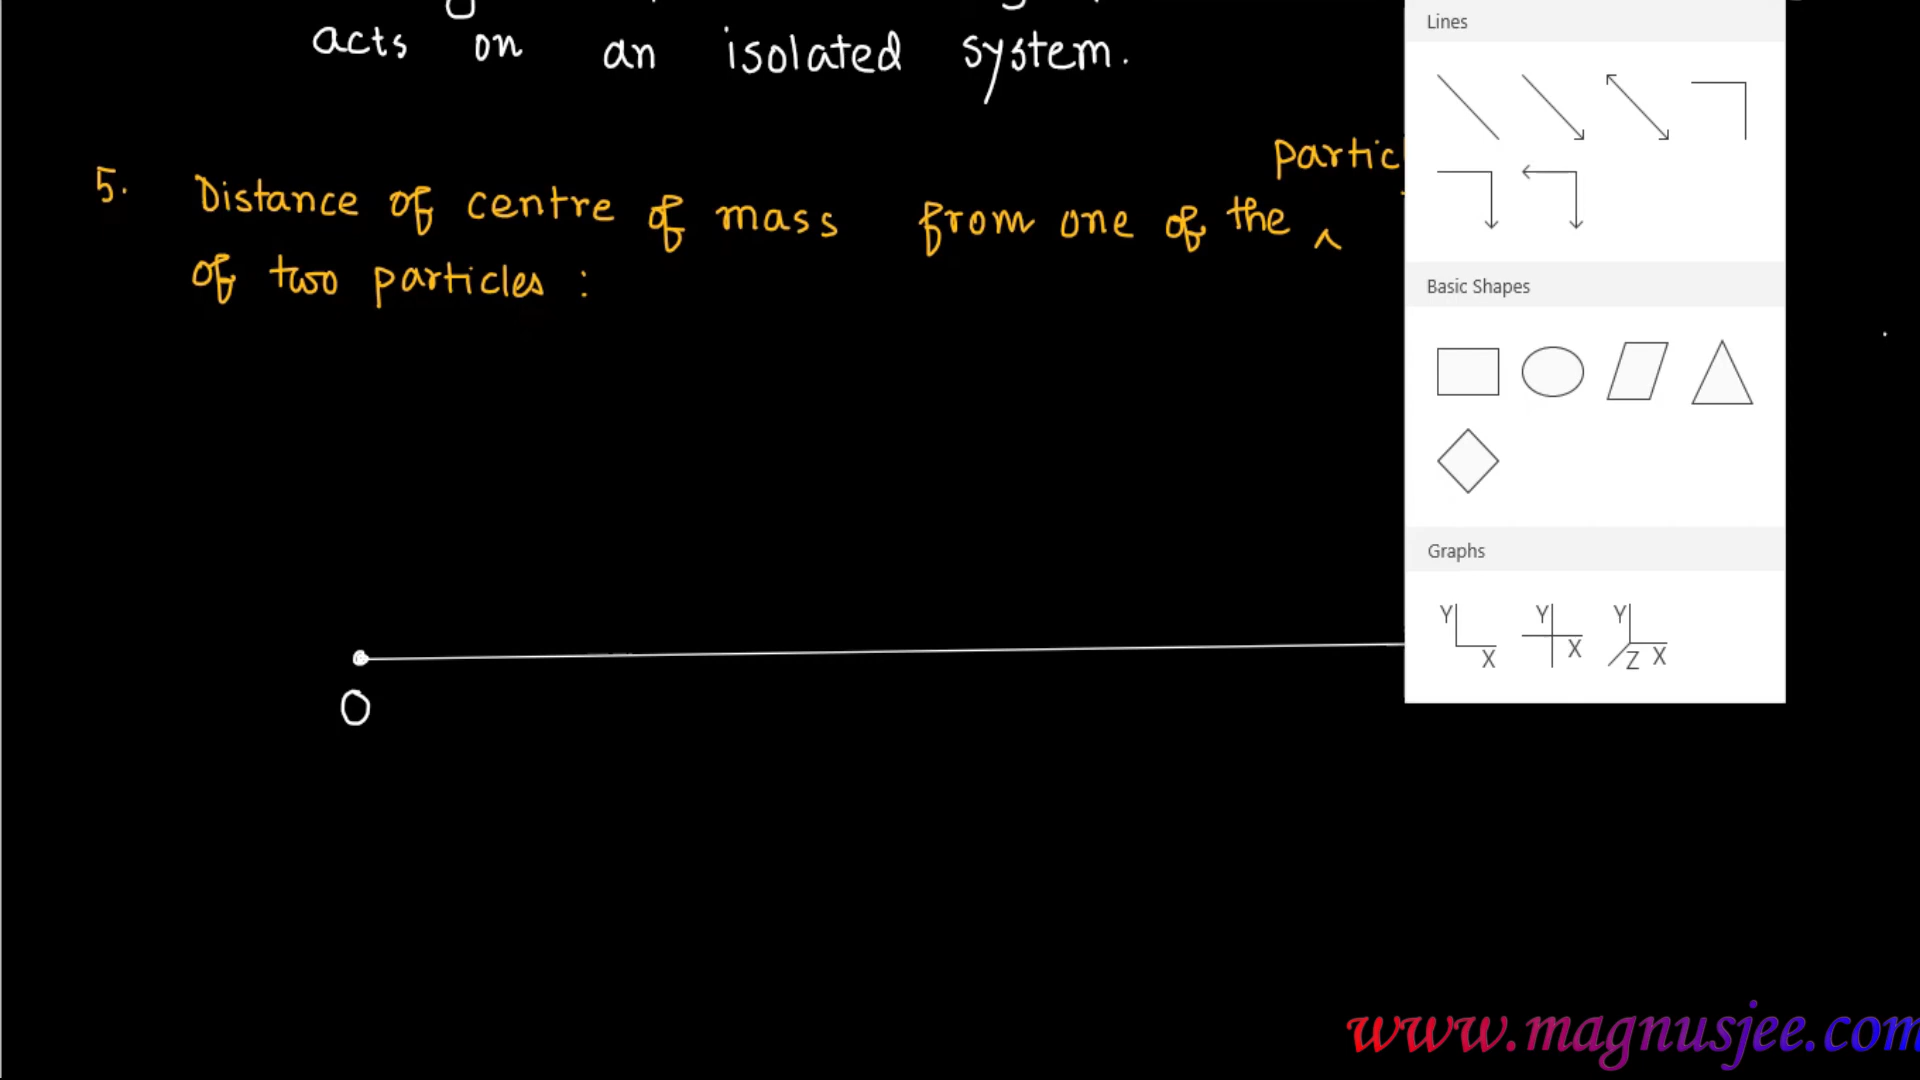 acts on an isolated system.
5. Distance of centre of mass from one of the ^
of two particles :
O
Lines
Basic Shapes
Graphs
Y X
Y X
Y Z X
www.magnusjee.com